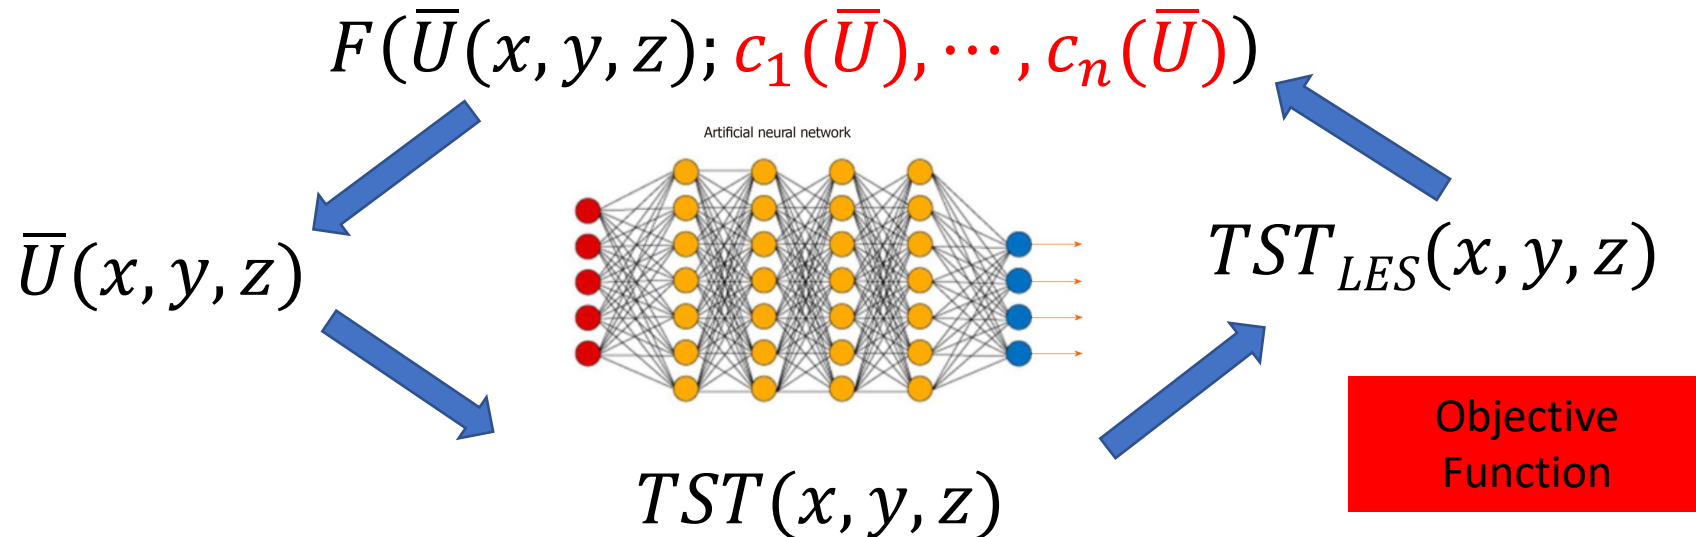 F(U̅(x, y, z); c₁(U̅), ⋯ , cₙ(U̅))
Artificial neural network
U̅(x, y, z)
TST_LES(x, y, z)
Objective
Function
TST(x, y, z)